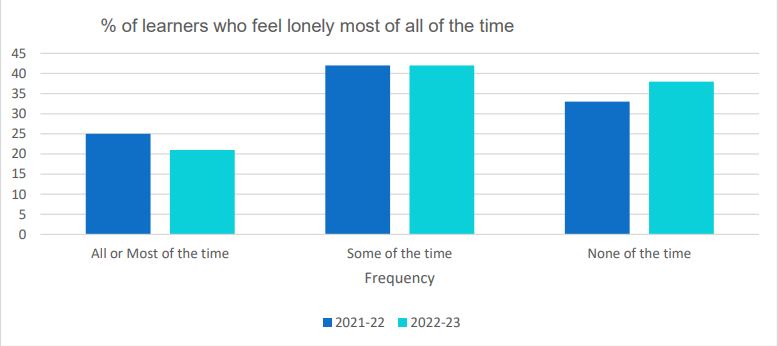 % of learners who feel lonely most of all of the time
45
40
35
30
25
20
15
10
5
0
All or Most of the time
Some of the time
None of the time
Frequency
2021-22
2022-23